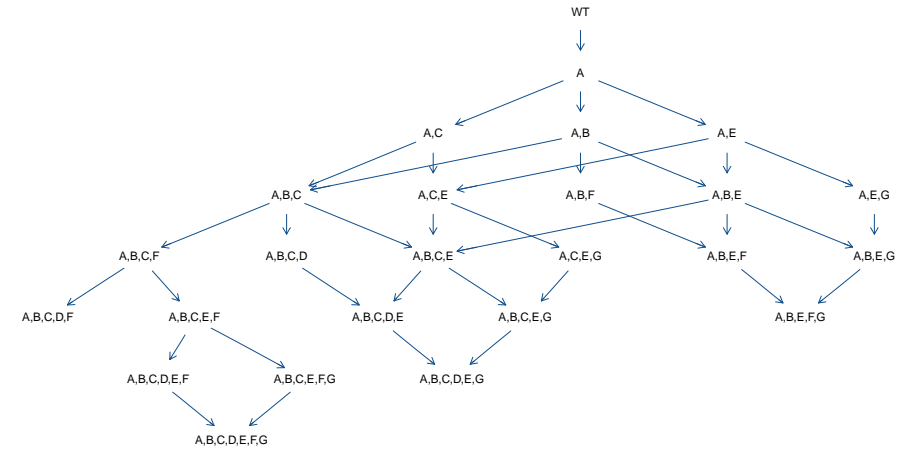 WT
A
A,C
A,B
A,E
A,B,C
A,C,E
A,B,F
A,B,E
A,E,G
A,B,C,F
A,B,C,D
A,B,C,E
A,C,E,G
A,B,E,F
A,B,E,G
A,B,C,D,F
A,B,C,E,F
A,B,C,D,E
A,B,C,E,G
A,B,E,F,G
A,B,C,D,E,F
A,B,C,E,F,G
A,B,C,D,E,G
A,B,C,D,E,F,G